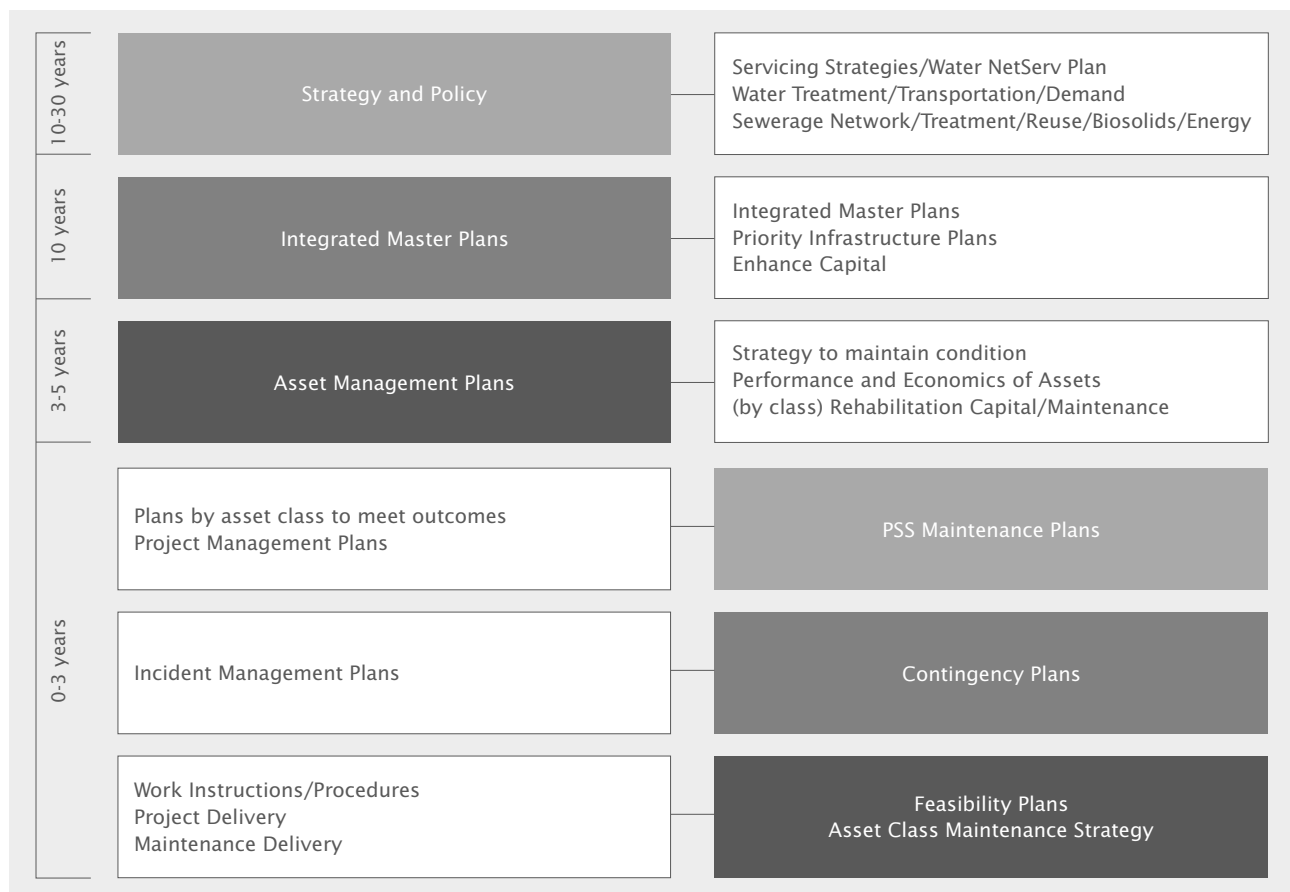 10-30 years
Strategy and Policy
Servicing Strategies/Water NetServ Plan
Water Treatment/Transportation/Demand
Sewerage Network/Treatment/Reuse/Biosolids/Energy
10 years
Integrated Master Plans
Integrated Master Plans
Priority Infrastructure Plans
Enhance Capital
3-5 years
Asset Management Plans
Strategy to maintain condition
Performance and Economics of Assets
(by class) Rehabilitation Capital/Maintenance
0-3 years
Plans by asset class to meet outcomes
Project Management Plans
PSS Maintenance Plans
Incident Management Plans
Contingency Plans
Work Instructions/Procedures
Project Delivery
Maintenance Delivery
Feasibility Plans
Asset Class Maintenance Strategy